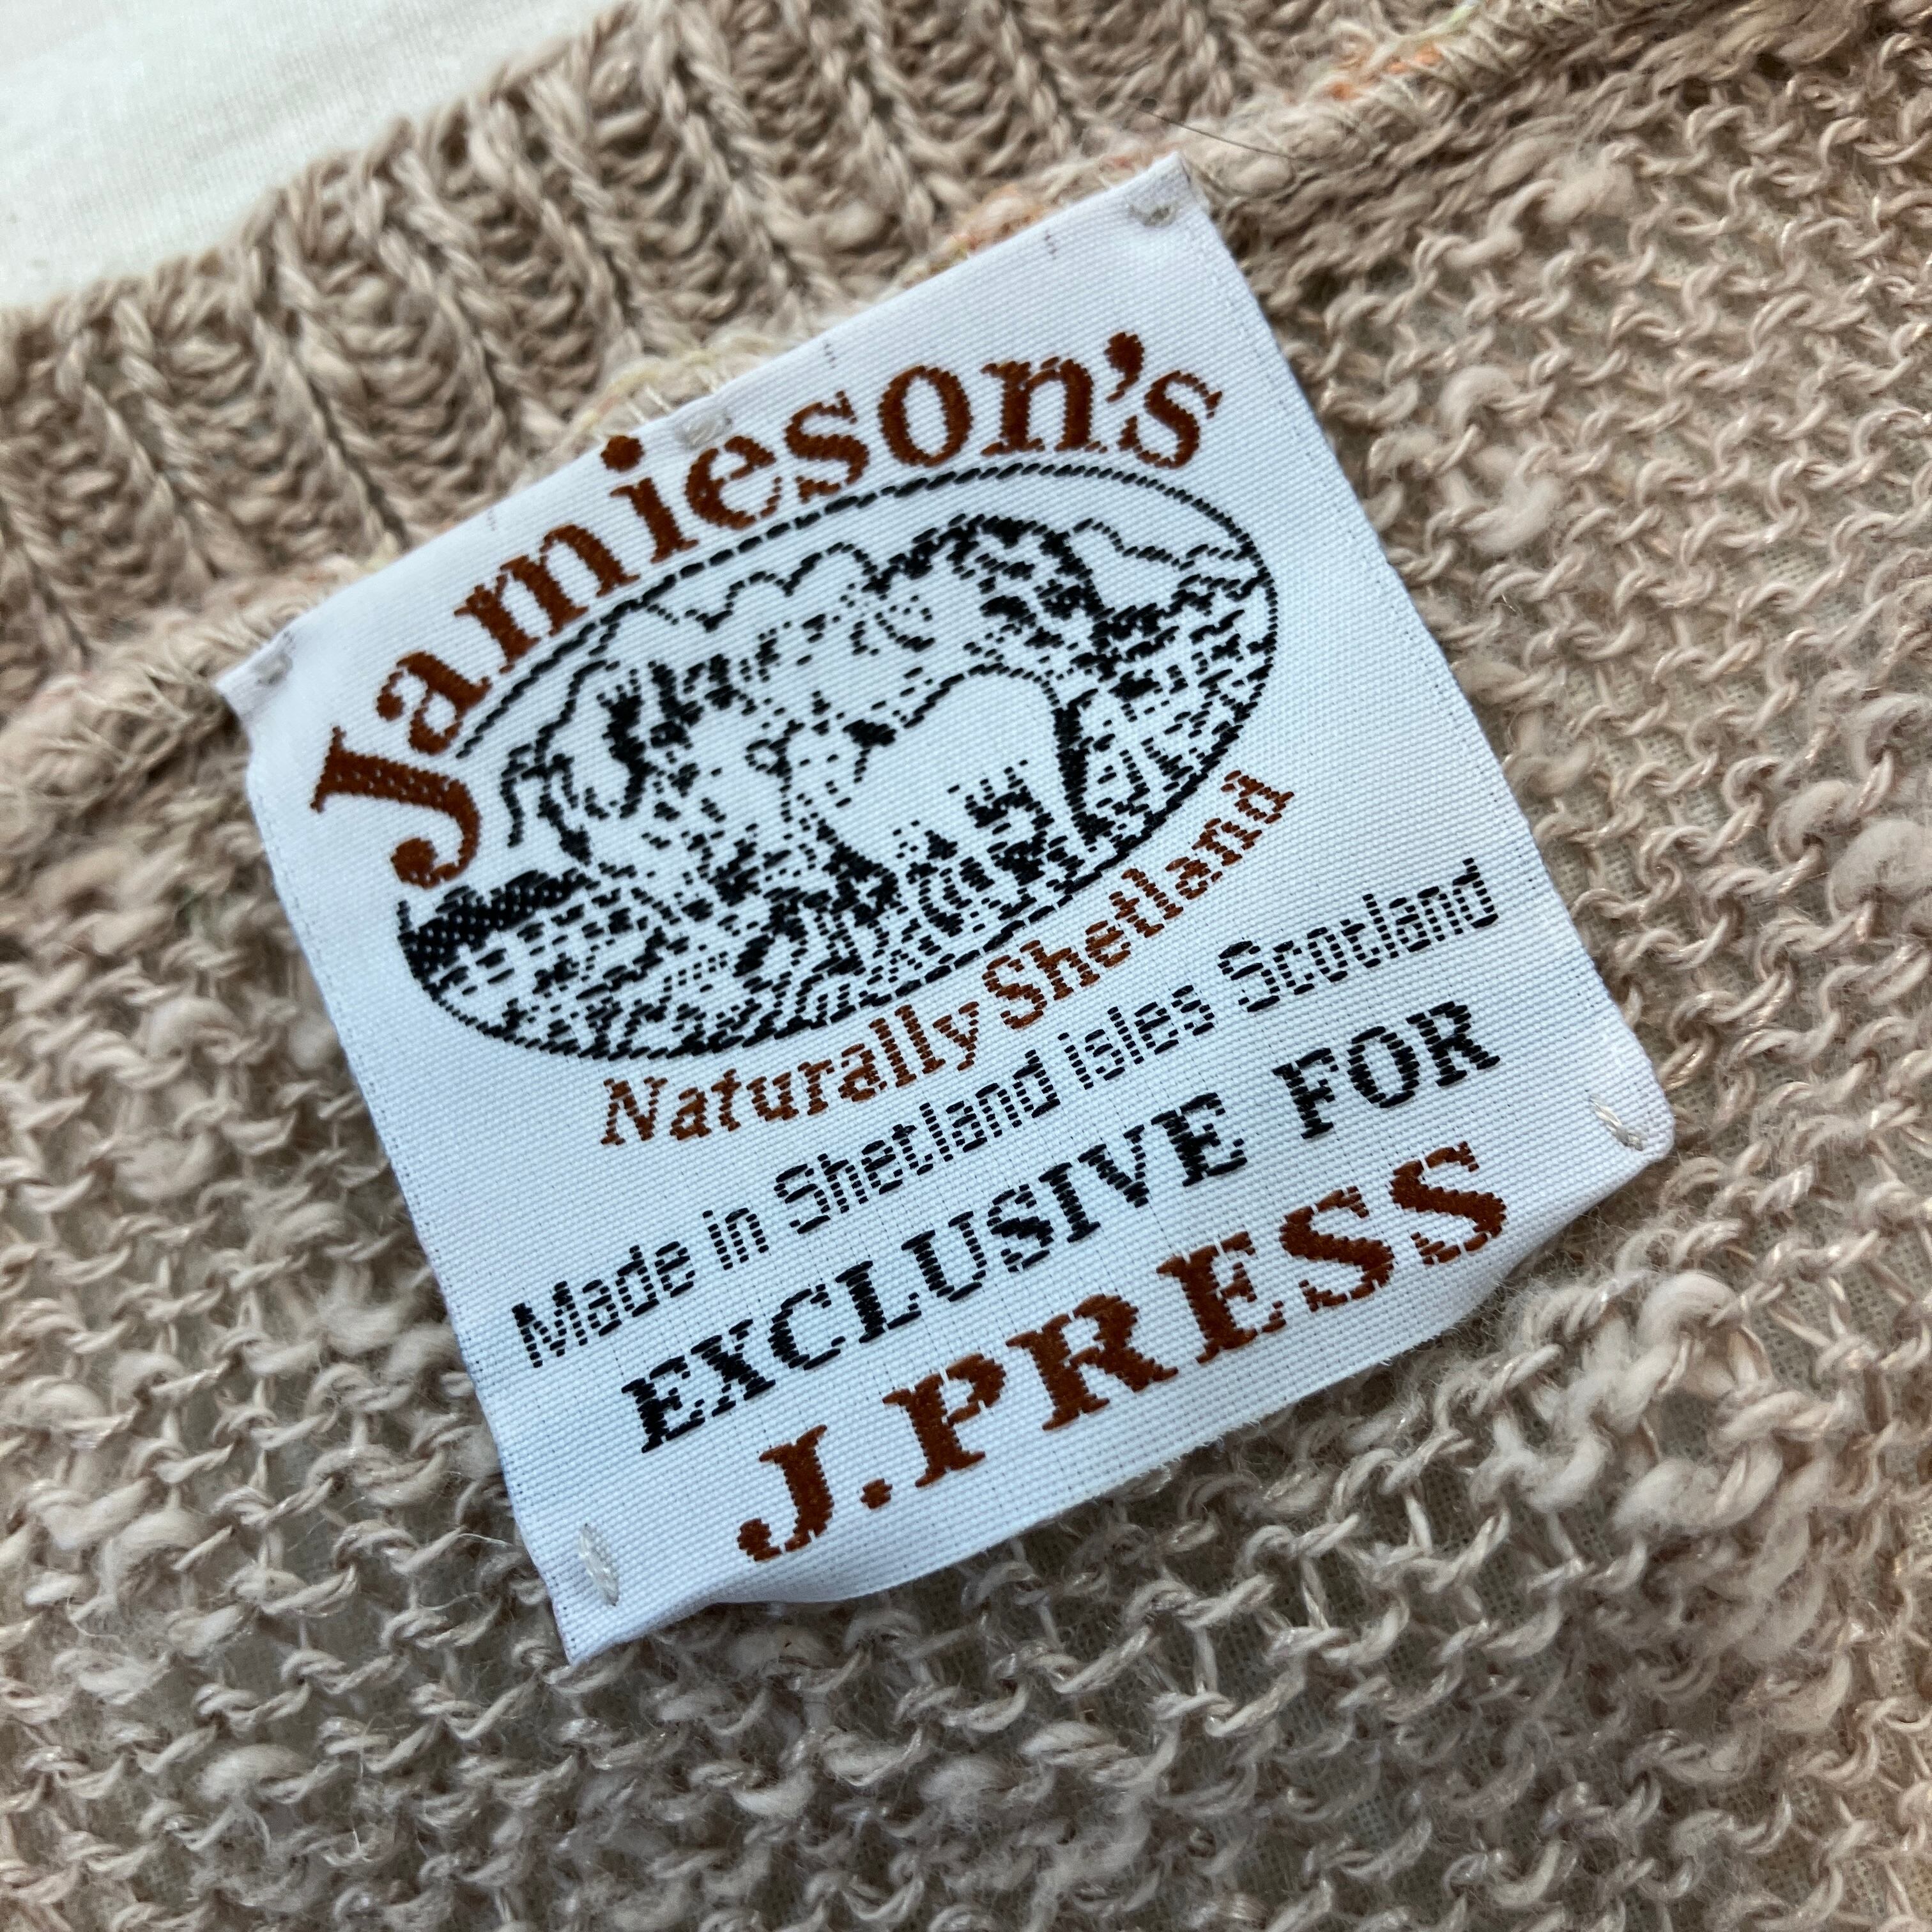 Jamieson's
Naturally Shetland
Made in Shetland Isles Scotland
EXCLUSIVE FOR
J.PRESS